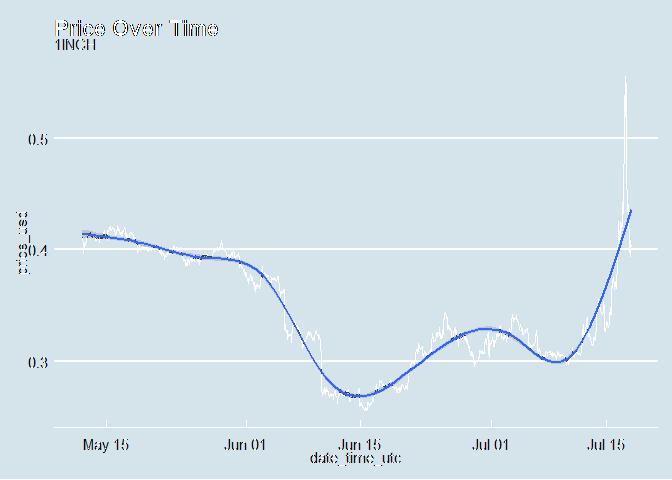 Price Over Time
1INCH
0.5
0.4
0.3
price_usd
May 15
Jun 01
Jun 15
Jul 01
Jul 15
date_time_utc